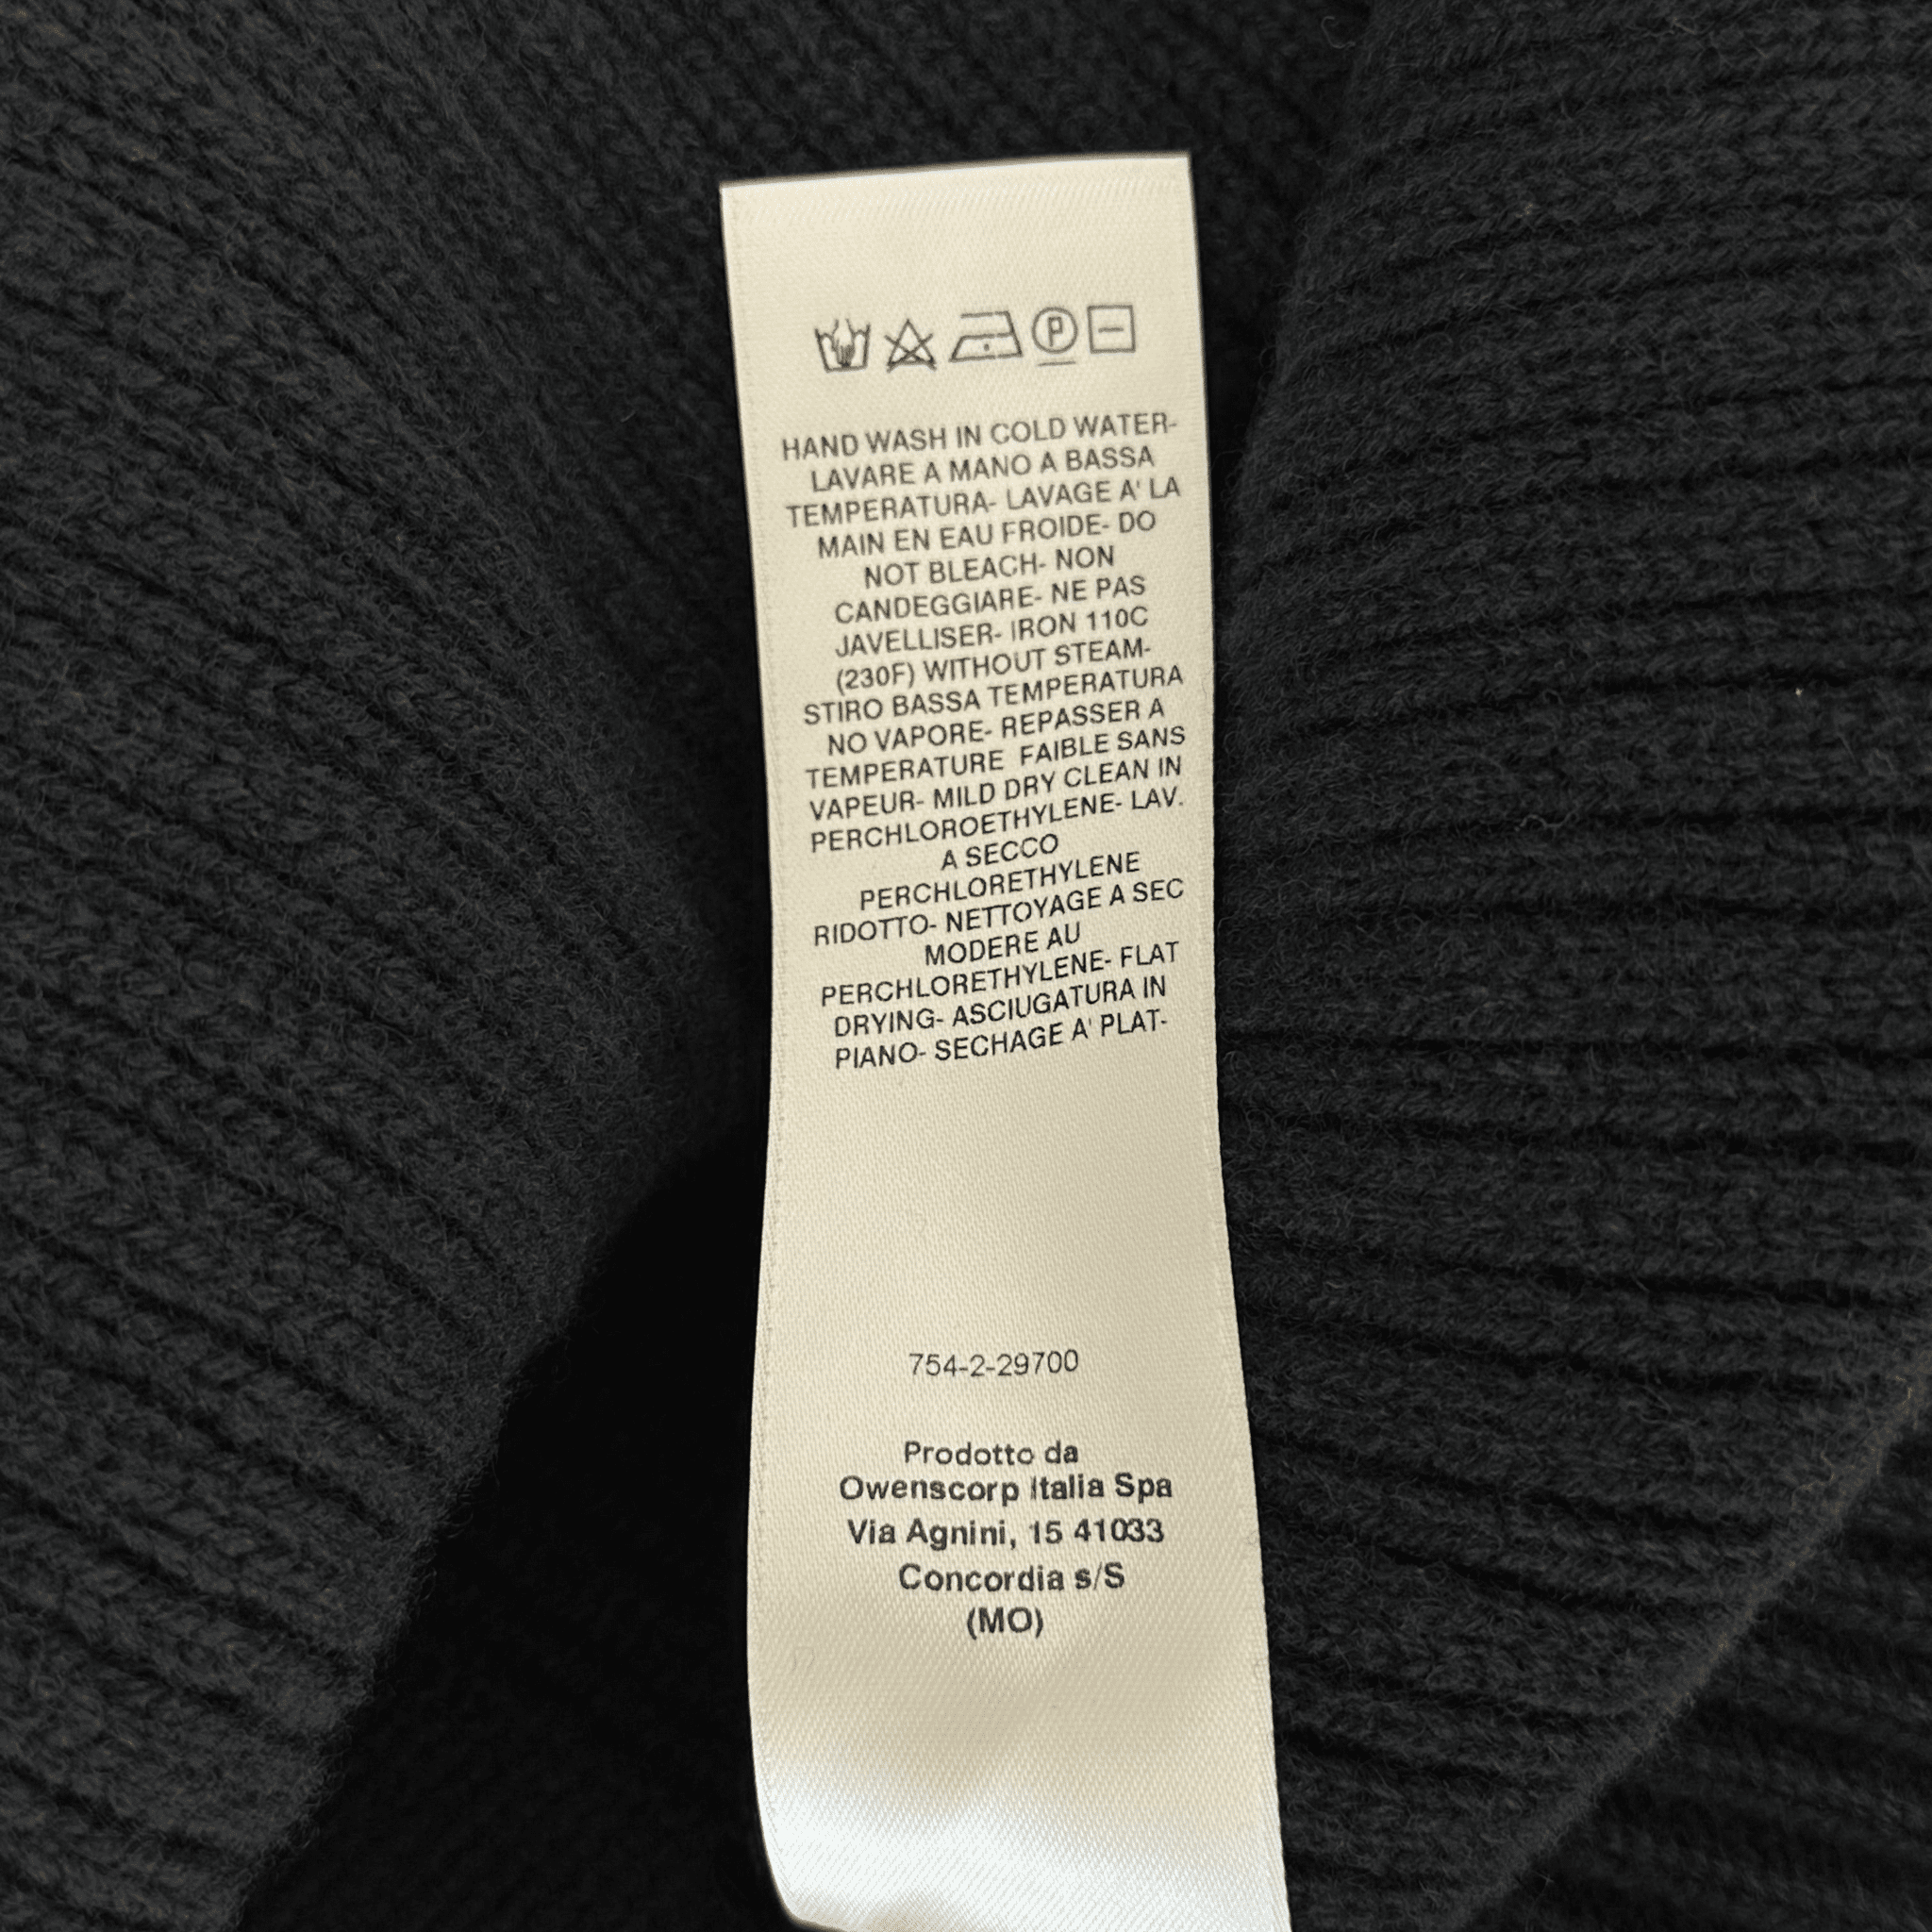 HAND WASH IN COLD WATER-
LAVARE A MANO A BASSA
TEMPERATURA- LAVAGE A' LA
MAIN EN EAU FROIDE- DO
NOT BLEACH- NON
CANDEGGIARE- NE PAS
JAVELLISER- IRON 110C
(230F) WITHOUT STEAM-
STIRO BASSA TEMPERATURA
NO VAPORE- REPASSER A
TEMPERATURE FAIBLE SANS
VAPEUR- MILD DRY CLEAN IN
PERCHLOROETHYLENE- LAV.
A SECCO
PERCHLORETHYLENE
RIDOTTO- NETTOYAGE A SEC
MODERE AU
PERCHLORETHYLENE- FLAT
DRYING- ASCIUGATURA IN
PIANO- SECHAGE A' PLAT-
754-2-29700
Prodotto da
Owenscorp Italia Spa
Via Agnini, 15 41033
Concordia s/S
(MO)